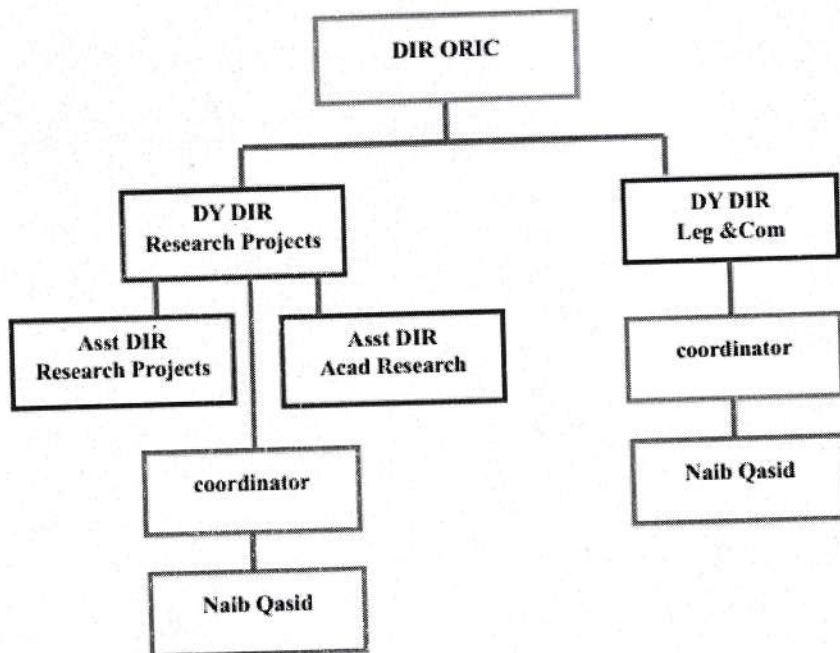 DIR ORIC
DY DIR
Research Projects
DY DIR
Leg &Com
Asst DIR
Research Projects
Asst DIR
Acad Research
coordinator
coordinator
Naib Qasid
Naib Qasid